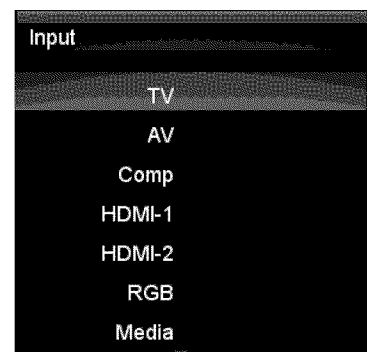 Input
TV
AV
Comp
HDMI-1
HDMI-2
RGB
Media